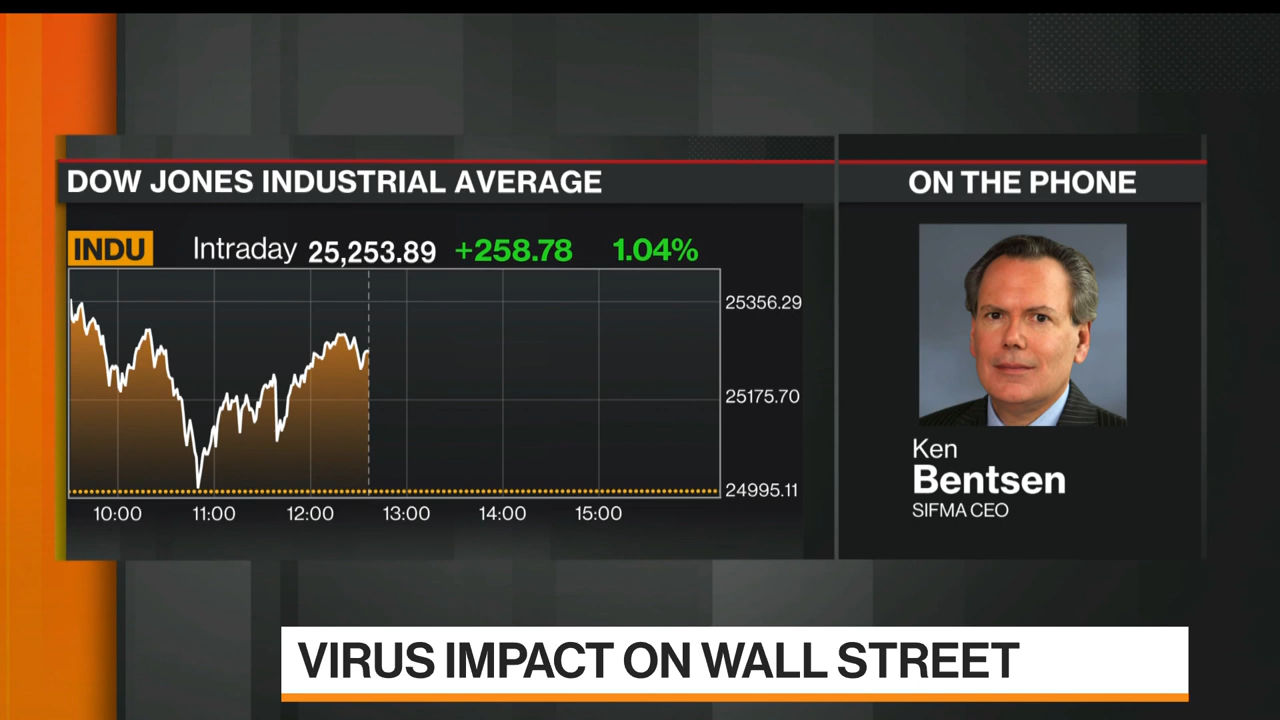 DOW JONES INDUSTRIAL AVERAGE
INDU Intraday 25,253.89 +258.78 1.04%
25356.29
25175.70
24995.11
10:00 11:00 12:00 13:00 14:00 15:00
ON THE PHONE
Ken
Bentsen
SIFMA CEO
VIRUS IMPACT ON WALL STREET